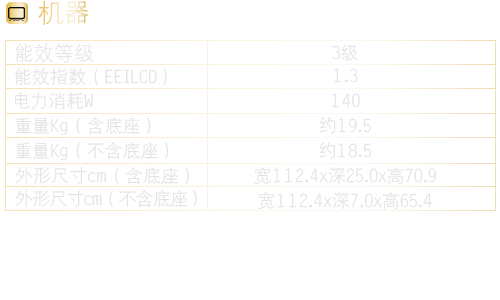 机器
能效等级 3级
能效指数（EEILCD） 1.3
电力消耗W 140
重量Kg（含底座） 约19.5
重量Kg（不含底座） 约18.5
外形尺寸cm（含底座） 宽112.4x深25.0x高70.9
外形尺寸cm（不含底座） 宽112.4x深7.0x高65.4